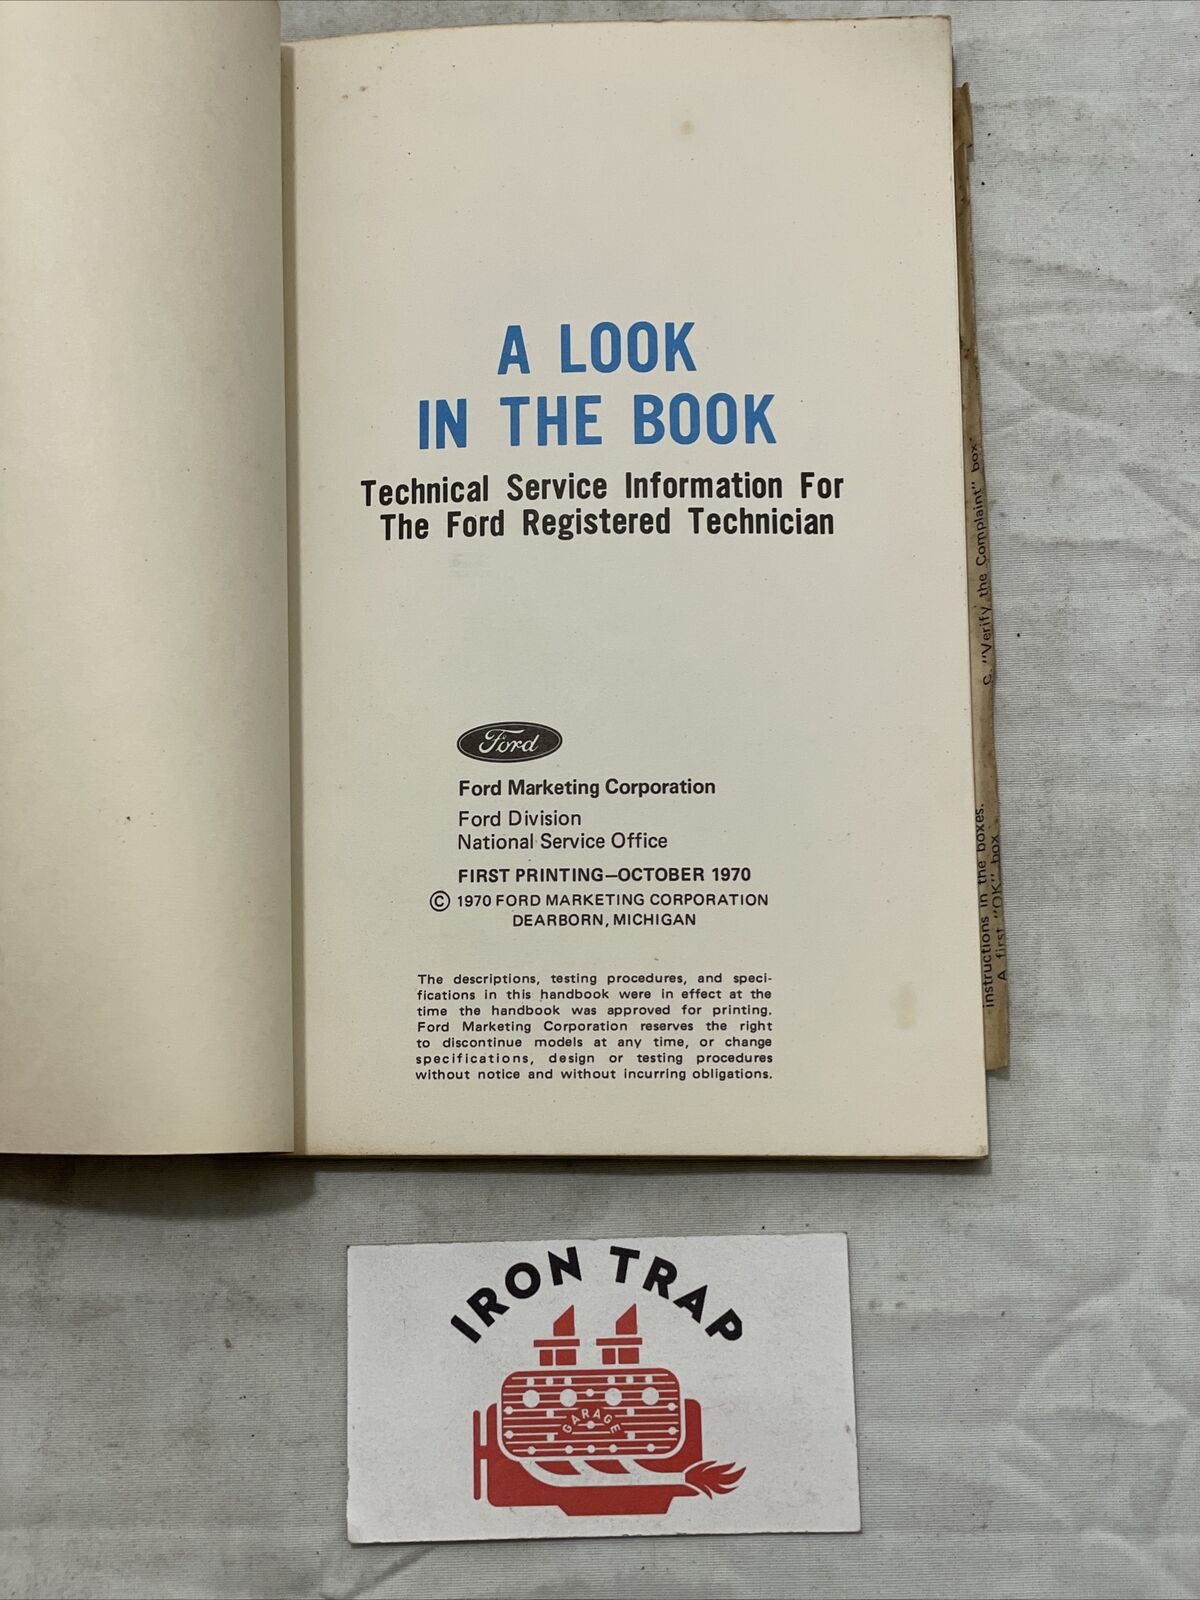 A LOOK
IN THE BOOK
Technical Service Information For
The Ford Registered Technician
Ford
Ford Marketing Corporation
Ford Division
National Service Office
FIRST PRINTING—OCTOBER 1970
© 1970 FORD MARKETING CORPORATION
DEARBORN, MICHIGAN
The descriptions, testing procedures, and speci-
fications in this handbook were in effect at the
time the handbook was approved for printing.
Ford Marketing Corporation reserves the right
to discontinue models at any time, or change
specifications, design or testing procedures
without notice and without incurring obligations.
instructions in the boxes.
A first "OK" box
"Verify the Complaint" box
IRON TRAP
GARAGE